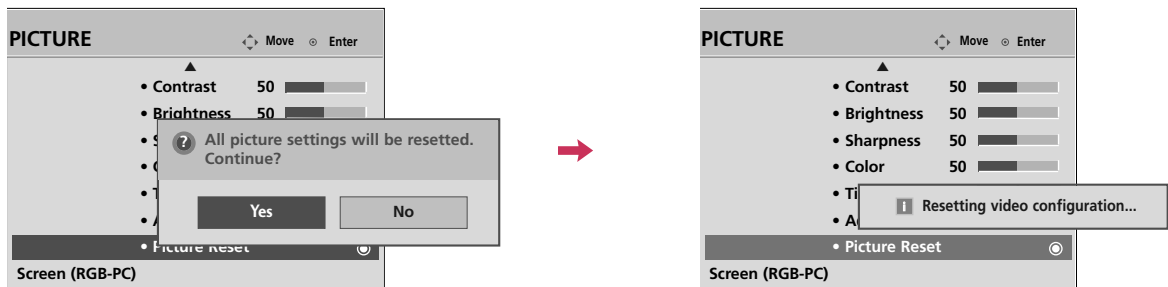 PICTURE
Move Enter
• Contrast 50
• Brightness 50
All picture settings will be resetted.
Continue?
Yes No
• Picture Reset
Screen (RGB-PC)
PICTURE
Move Enter
• Contrast 50
• Brightness 50
• Sharpness 50
• Color 50
Resetting video configuration...
• Picture Reset
Screen (RGB-PC)